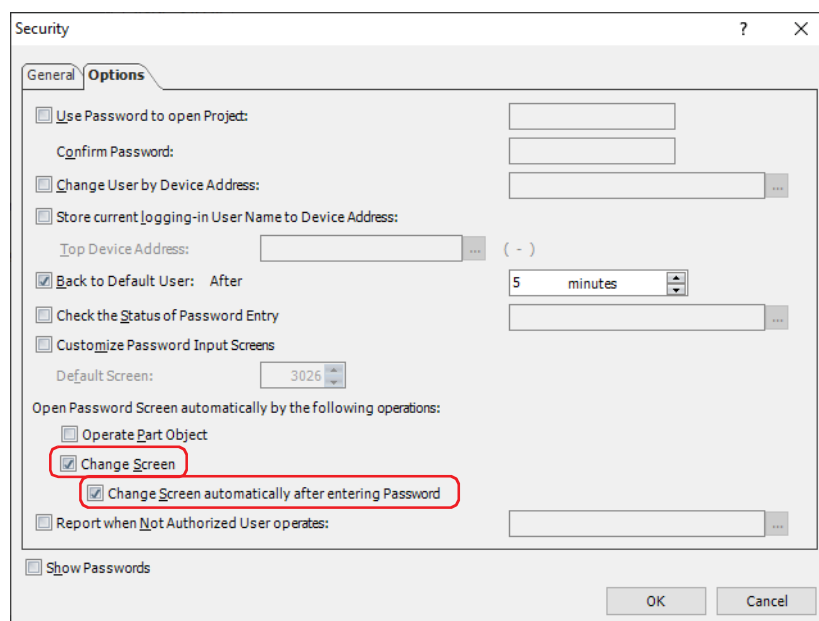 Security ?
General Options
Use Password to open Project:
Confirm Password:
Change User by Device Address: ...
Store current logging-in User Name to Device Address:
Top Device Address: ... ( - )
Back to Default User: After 5 minutes
Check the Status of Password Entry ...
Customize Password Input Screens
Default Screen: 3026
Open Password Screen automatically by the following operations:
Operate Part Object
Change Screen
Change Screen automatically after entering Password
Report when Not Authorized User operates: ...
Show Passwords
OK Cancel